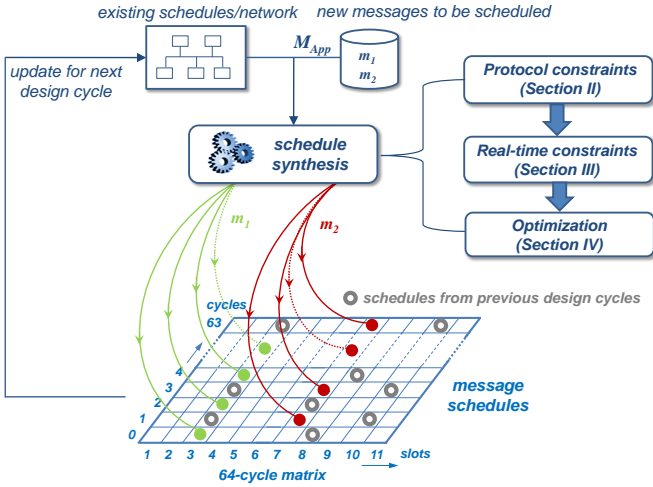 existing schedules/network
new messages to be scheduled
update for next
design cycle
M_App
m_1
m_2
Protocol constraints
(Section II)
schedule
synthesis
Real-time constraints
(Section III)
Optimization
(Section IV)
m_1
m_2
cycles
63
schedules from previous design cycles
4
3
2
1
0
message
schedules
1 2 3 4 5 6 7 8 9 10 11 slots
64-cycle matrix